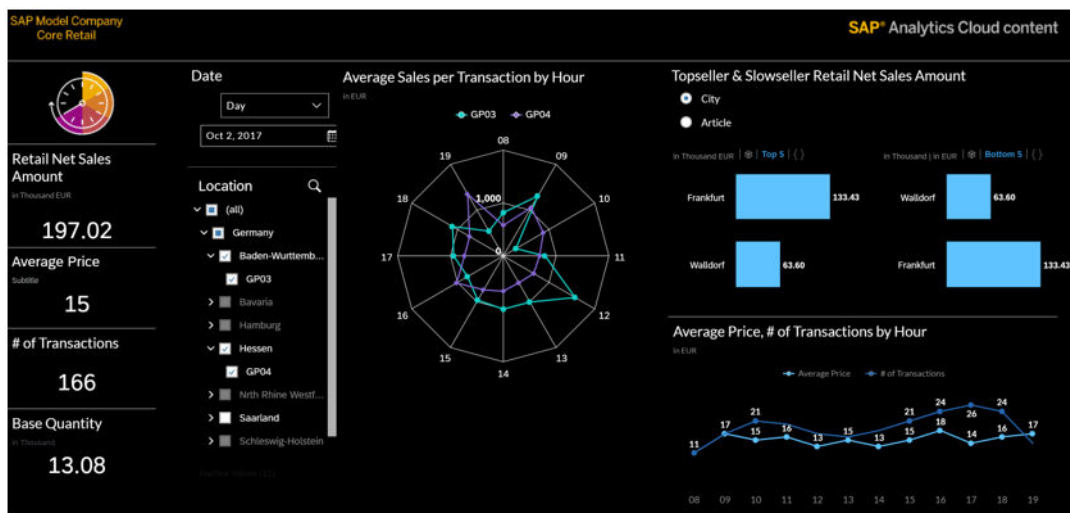 SAP Model Company
Core Retail
SAP® Analytics Cloud content
Retail Net Sales
Amount
in Thousand EUR
197.02
Average Price
Subtitle
15
# of Transactions
166
Base Quantity
in Thousand
13.08
Date
Day
Oct 2, 2017
Location
(all)
Germany
Baden-Wurttemb...
GP03
Bavaria
Hamburg
Hessen
GP04
Nrth Rhine Westf...
Saarland
Schleswig-Holstein
Average Sales per Transaction by Hour
in EUR
GP03 GP04
08
19 09
18 10
1,000
0
17 11
16 12
15 13
14
Topseller & Slowseller Retail Net Sales Amount
City
Article
in Thousand EUR | Top 5 | { }
Frankfurt 133.43
Walldorf 63.60
in Thousand | in EUR | Bottom 5 | { }
Walldorf 63.60
Frankfurt 133.43
Average Price, # of Transactions by Hour
in EUR
Average Price # of Transactions
11 17 21 15 16 13 15 13 21 15 24 18 26 14 24 16 17
08 09 10 11 12 13 14 15 16 17 18 19